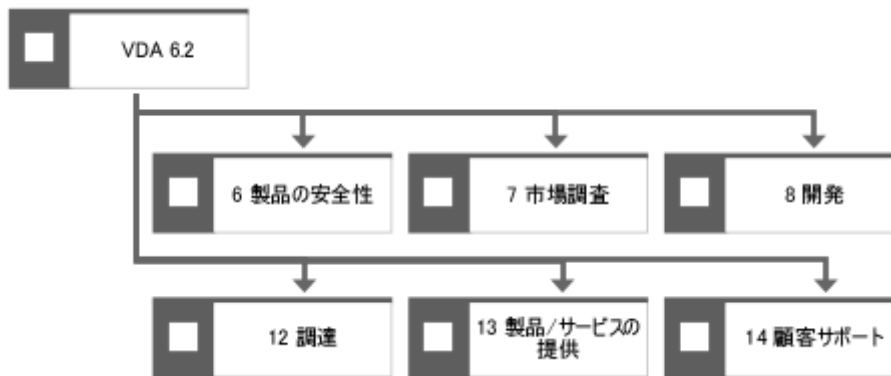 VDA 6.2
6 製品の安全性
7 市場調査
8 開発
12 調達
13 製品/サービスの
提供
14 顧客サポート